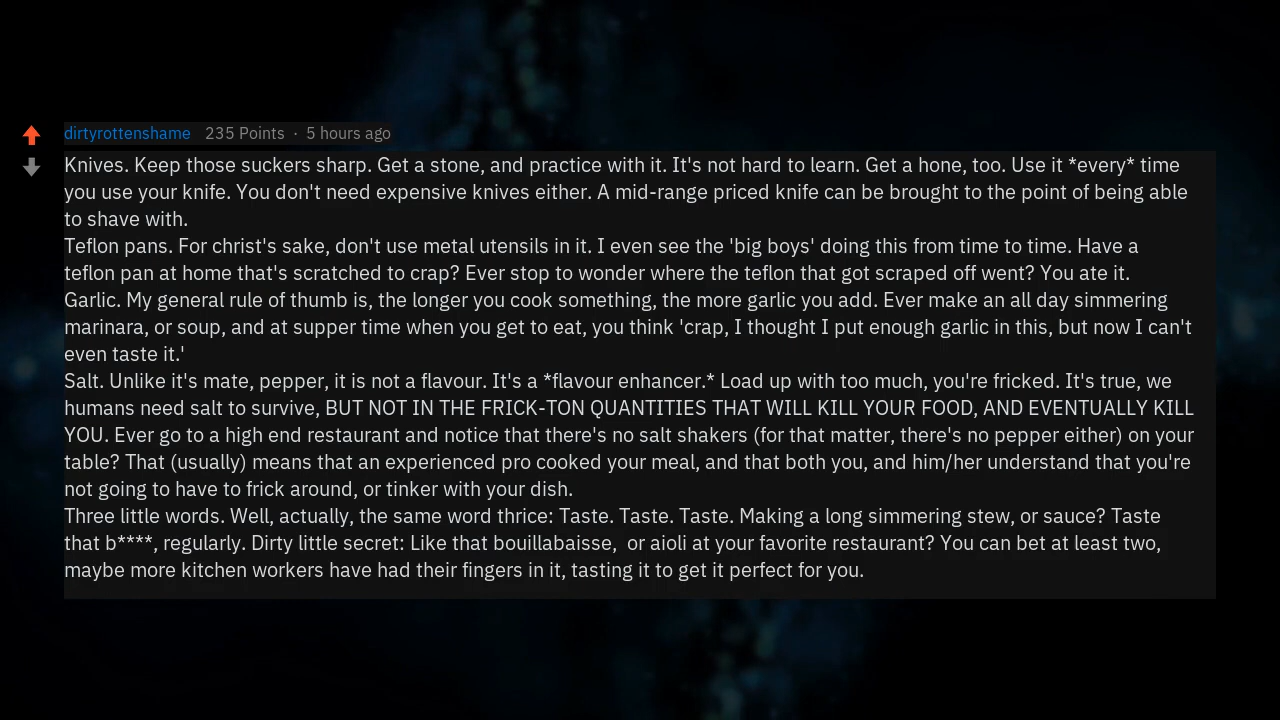 dirtyrottenshame 235 Points · 5 hours ago
Knives. Keep those suckers sharp. Get a stone, and practice with it. It's not hard to learn. Get a hone, too. Use it *every* time
you use your knife. You don't need expensive knives either. A mid-range priced knife can be brought to the point of being able
to shave with.
Teflon pans. For christ's sake, don't use metal utensils in it. I even see the 'big boys' doing this from time to time. Have a
teflon pan at home that's scratched to crap? Ever stop to wonder where the teflon that got scraped off went? You ate it.
Garlic. My general rule of thumb is, the longer you cook something, the more garlic you add. Ever make an all day simmering
marinara, or soup, and at supper time when you get to eat, you think 'crap, I thought I put enough garlic in this, but now I can't
even taste it.'
Salt. Unlike it's mate, pepper, it is not a flavour. It's a *flavour enhancer.* Load up with too much, you're fricked. It's true, we
humans need salt to survive, BUT NOT IN THE FRICK-TON QUANTITIES THAT WILL KILL YOUR FOOD, AND EVENTUALLY KILL
YOU. Ever go to a high end restaurant and notice that there's no salt shakers (for that matter, there's no pepper either) on your
table? That (usually) means that an experienced pro cooked your meal, and that both you, and him/her understand that you're
not going to have to frick around, or tinker with your dish.
Three little words. Well, actually, the same word thrice: Taste. Taste. Taste. Making a long simmering stew, or sauce? Taste
that b****, regularly. Dirty little secret: Like that bouillabaisse,  or aioli at your favorite restaurant? You can bet at least two,
maybe more kitchen workers have had their fingers in it, tasting it to get it perfect for you.